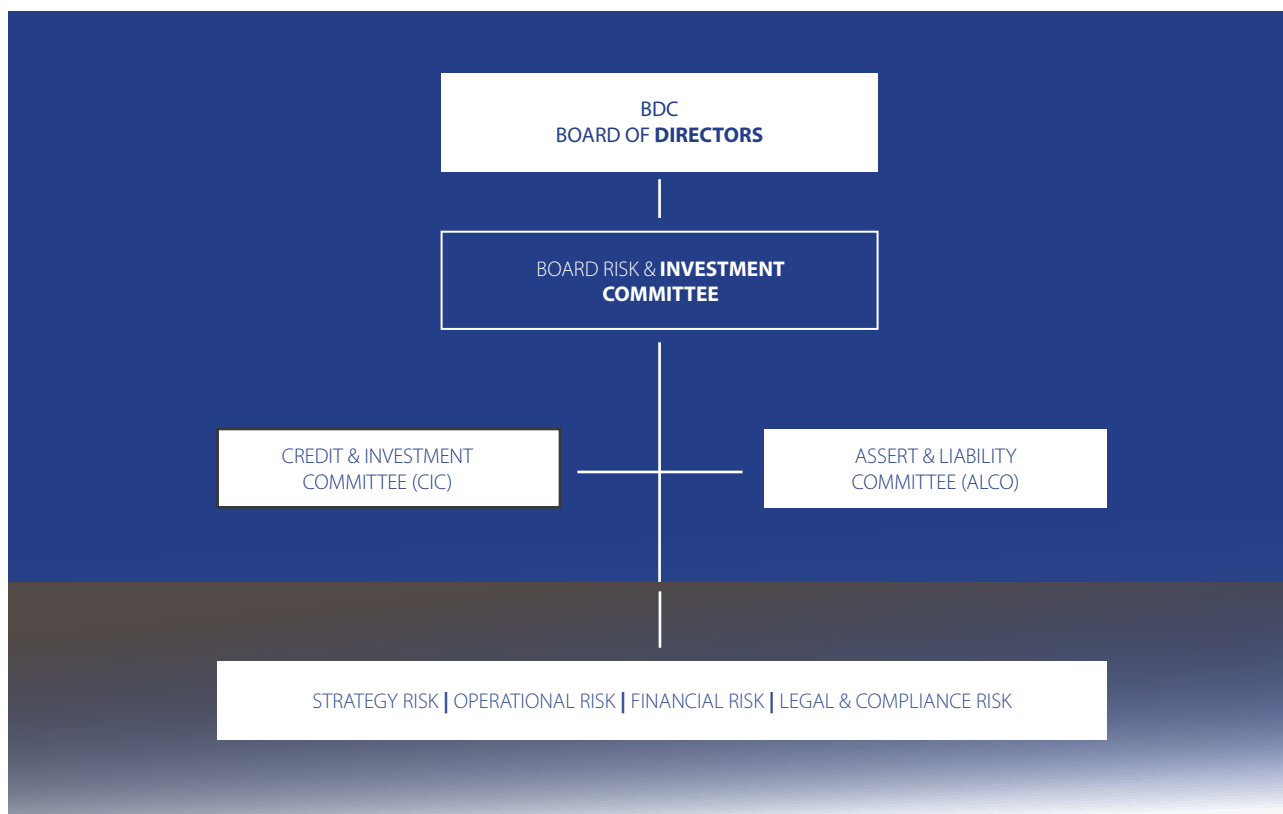 BDC
BOARD OF DIRECTORS
BOARD RISK & INVESTMENT
COMMITTEE
CREDIT & INVESTMENT
COMMITTEE (CIC)
ASSERT & LIABILITY
COMMITTEE (ALCO)
STRATEGY RISK | OPERATIONAL RISK | FINANCIAL RISK | LEGAL & COMPLIANCE RISK